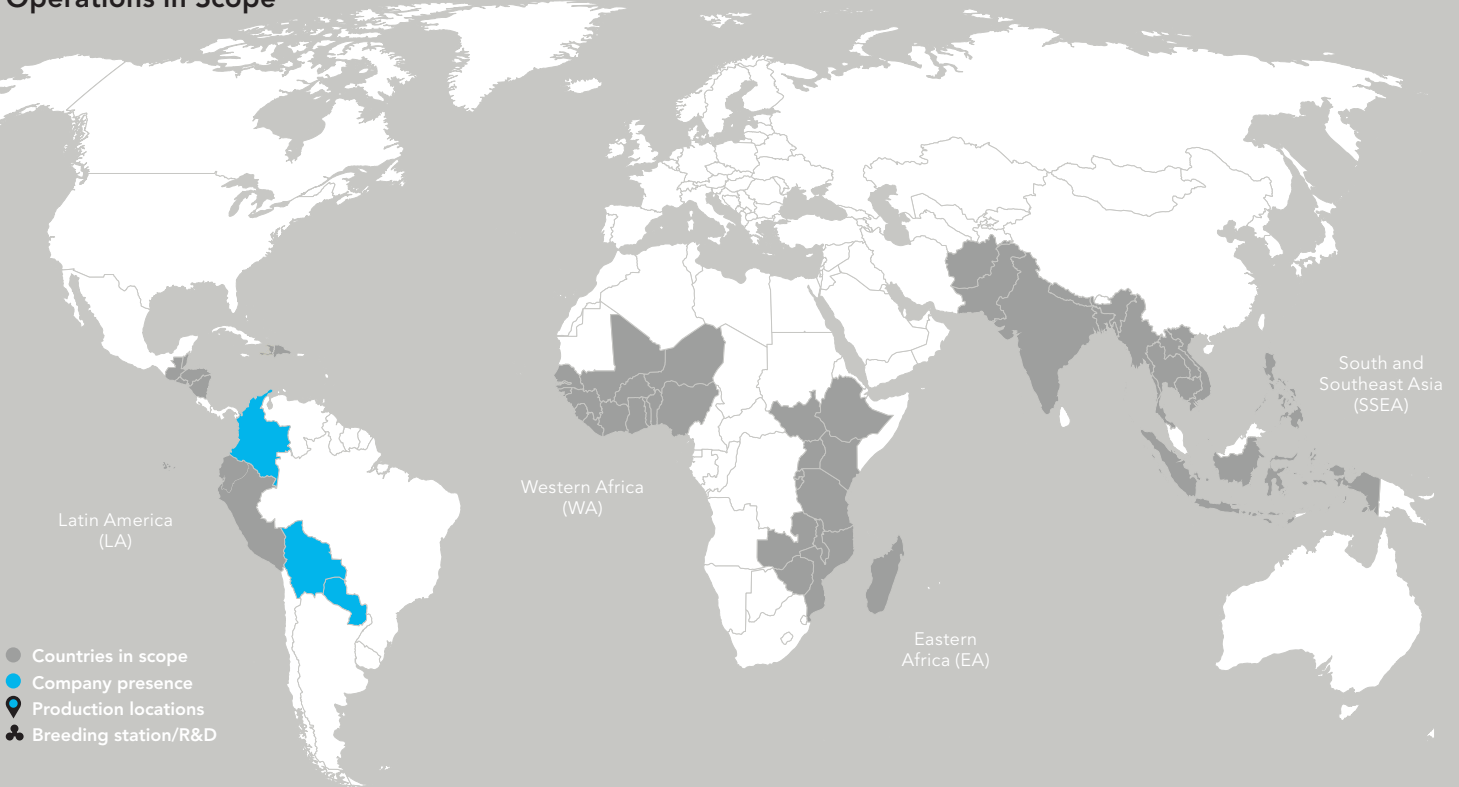 Operations in Scope
South and
Southeast Asia
(SSEA)
Western Africa
(WA)
Latin America
(LA)
Eastern
Africa (EA)
Countries in scope
Company presence
Production locations
Breeding station/R&D